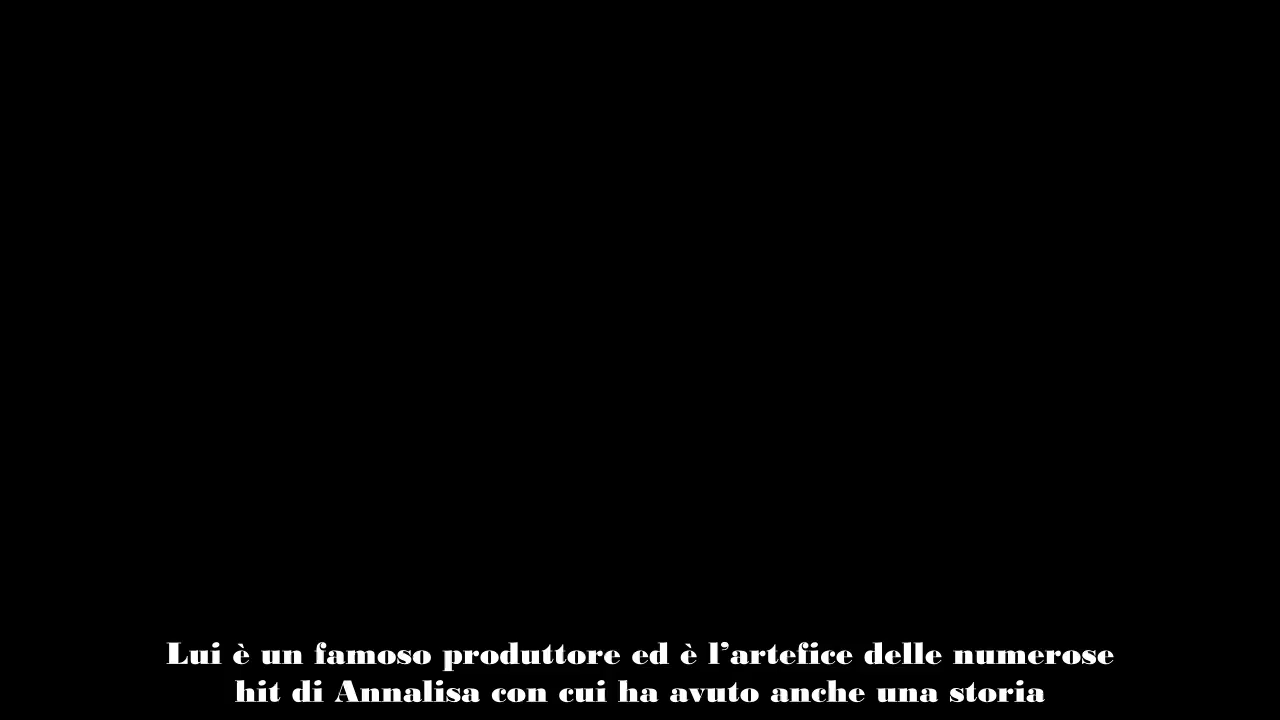 Lui è un famoso produttore ed è l’artefice delle numerose
hit di Annalisa con cui ha avuto anche una storia